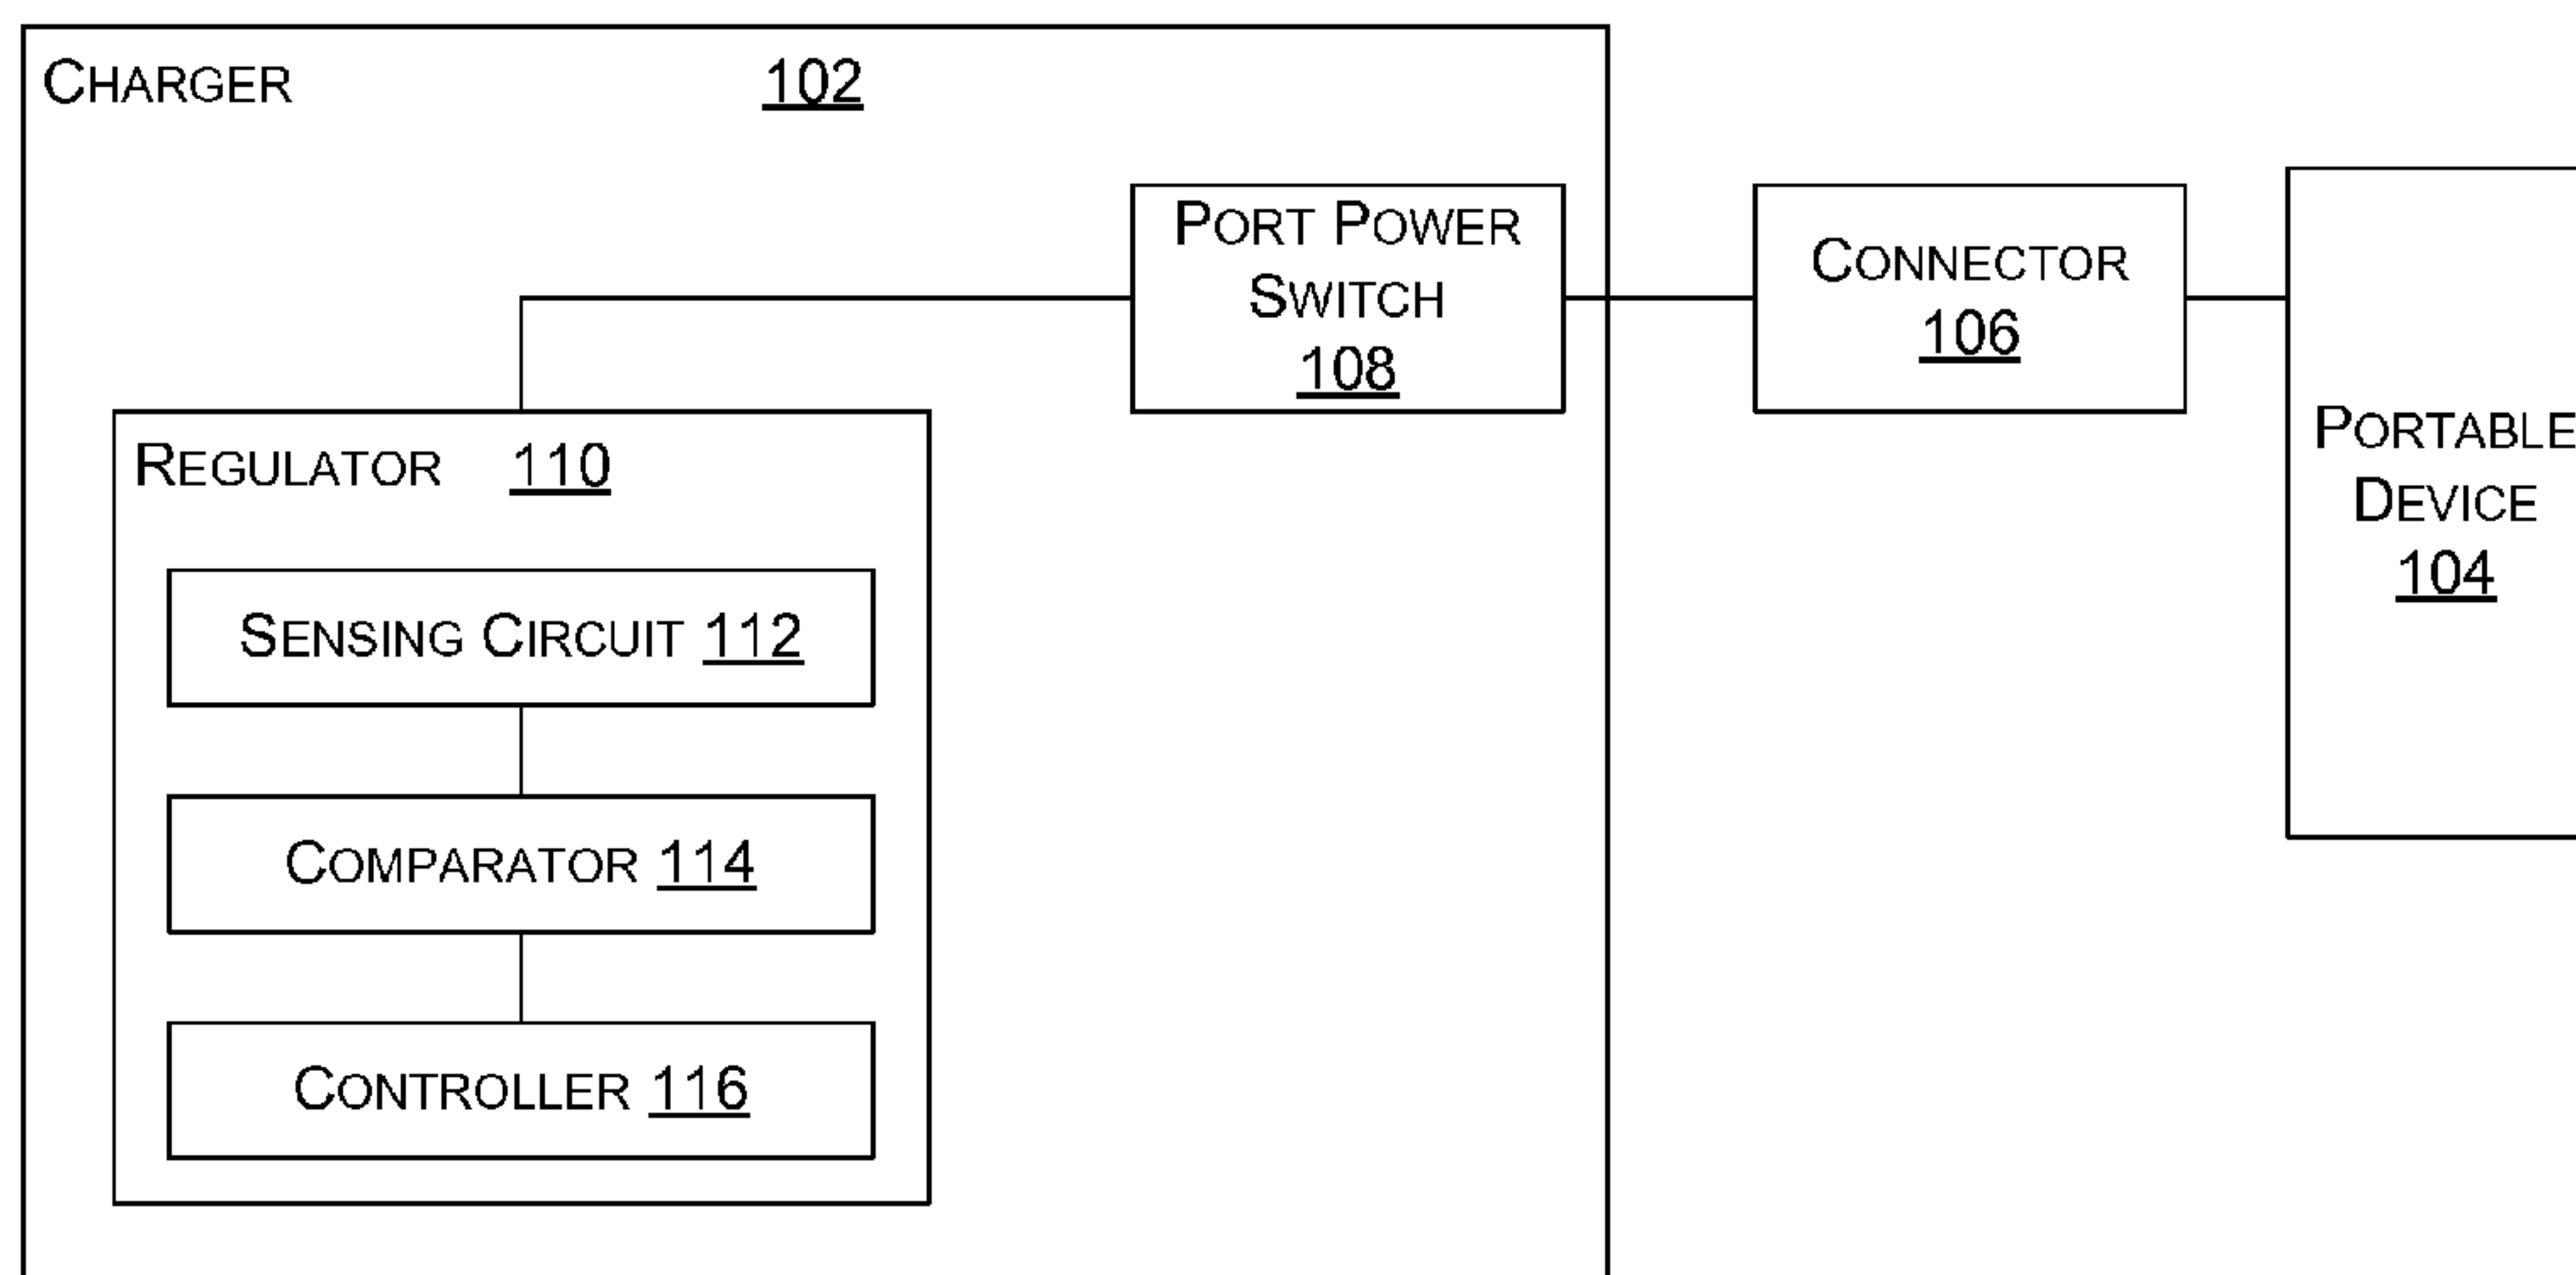 CHARGER 102
PORT POWER
SWITCH
108
CONNECTOR
106
PORTABLE
DEVICE
104
REGULATOR 110
SENSING CIRCUIT 112
COMPARATOR 114
CONTROLLER 116